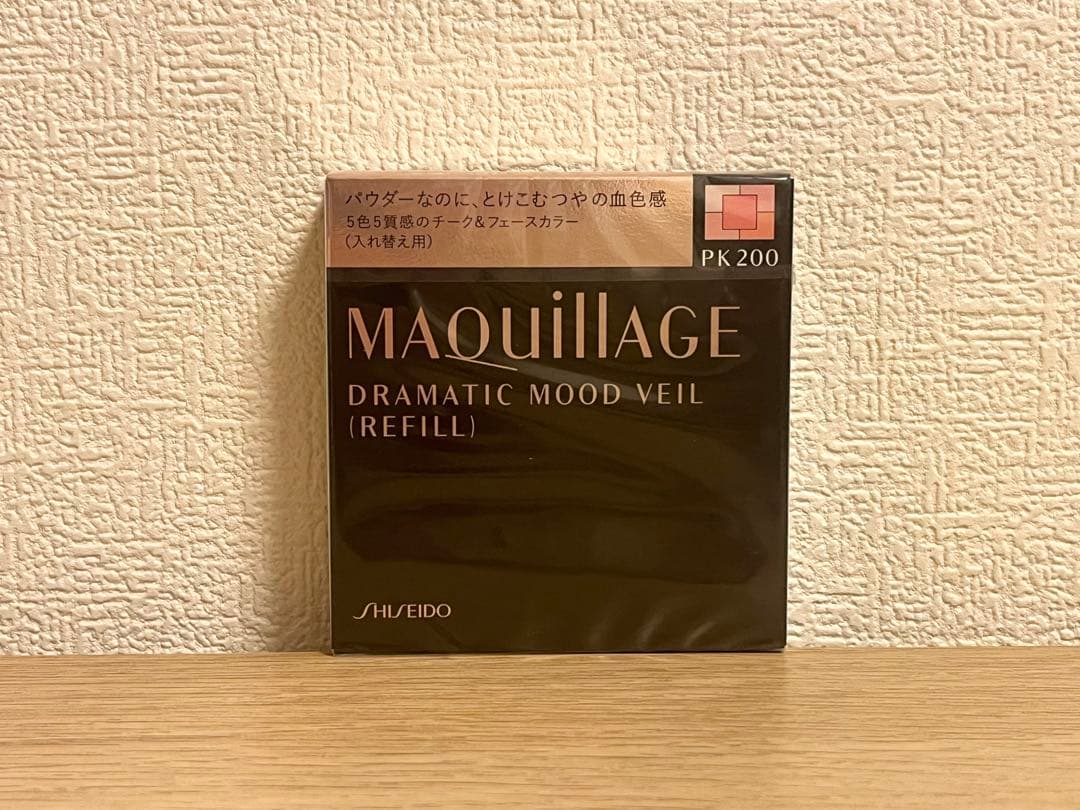 パウダーなのに、とけこむつやの血色感
5色5質感のチーク&フェースカラー
(入れ替え用)
PK 200
MAQuillAGE
DRAMATIC MOOD VEIL
(REFILL)
SHISEIDO